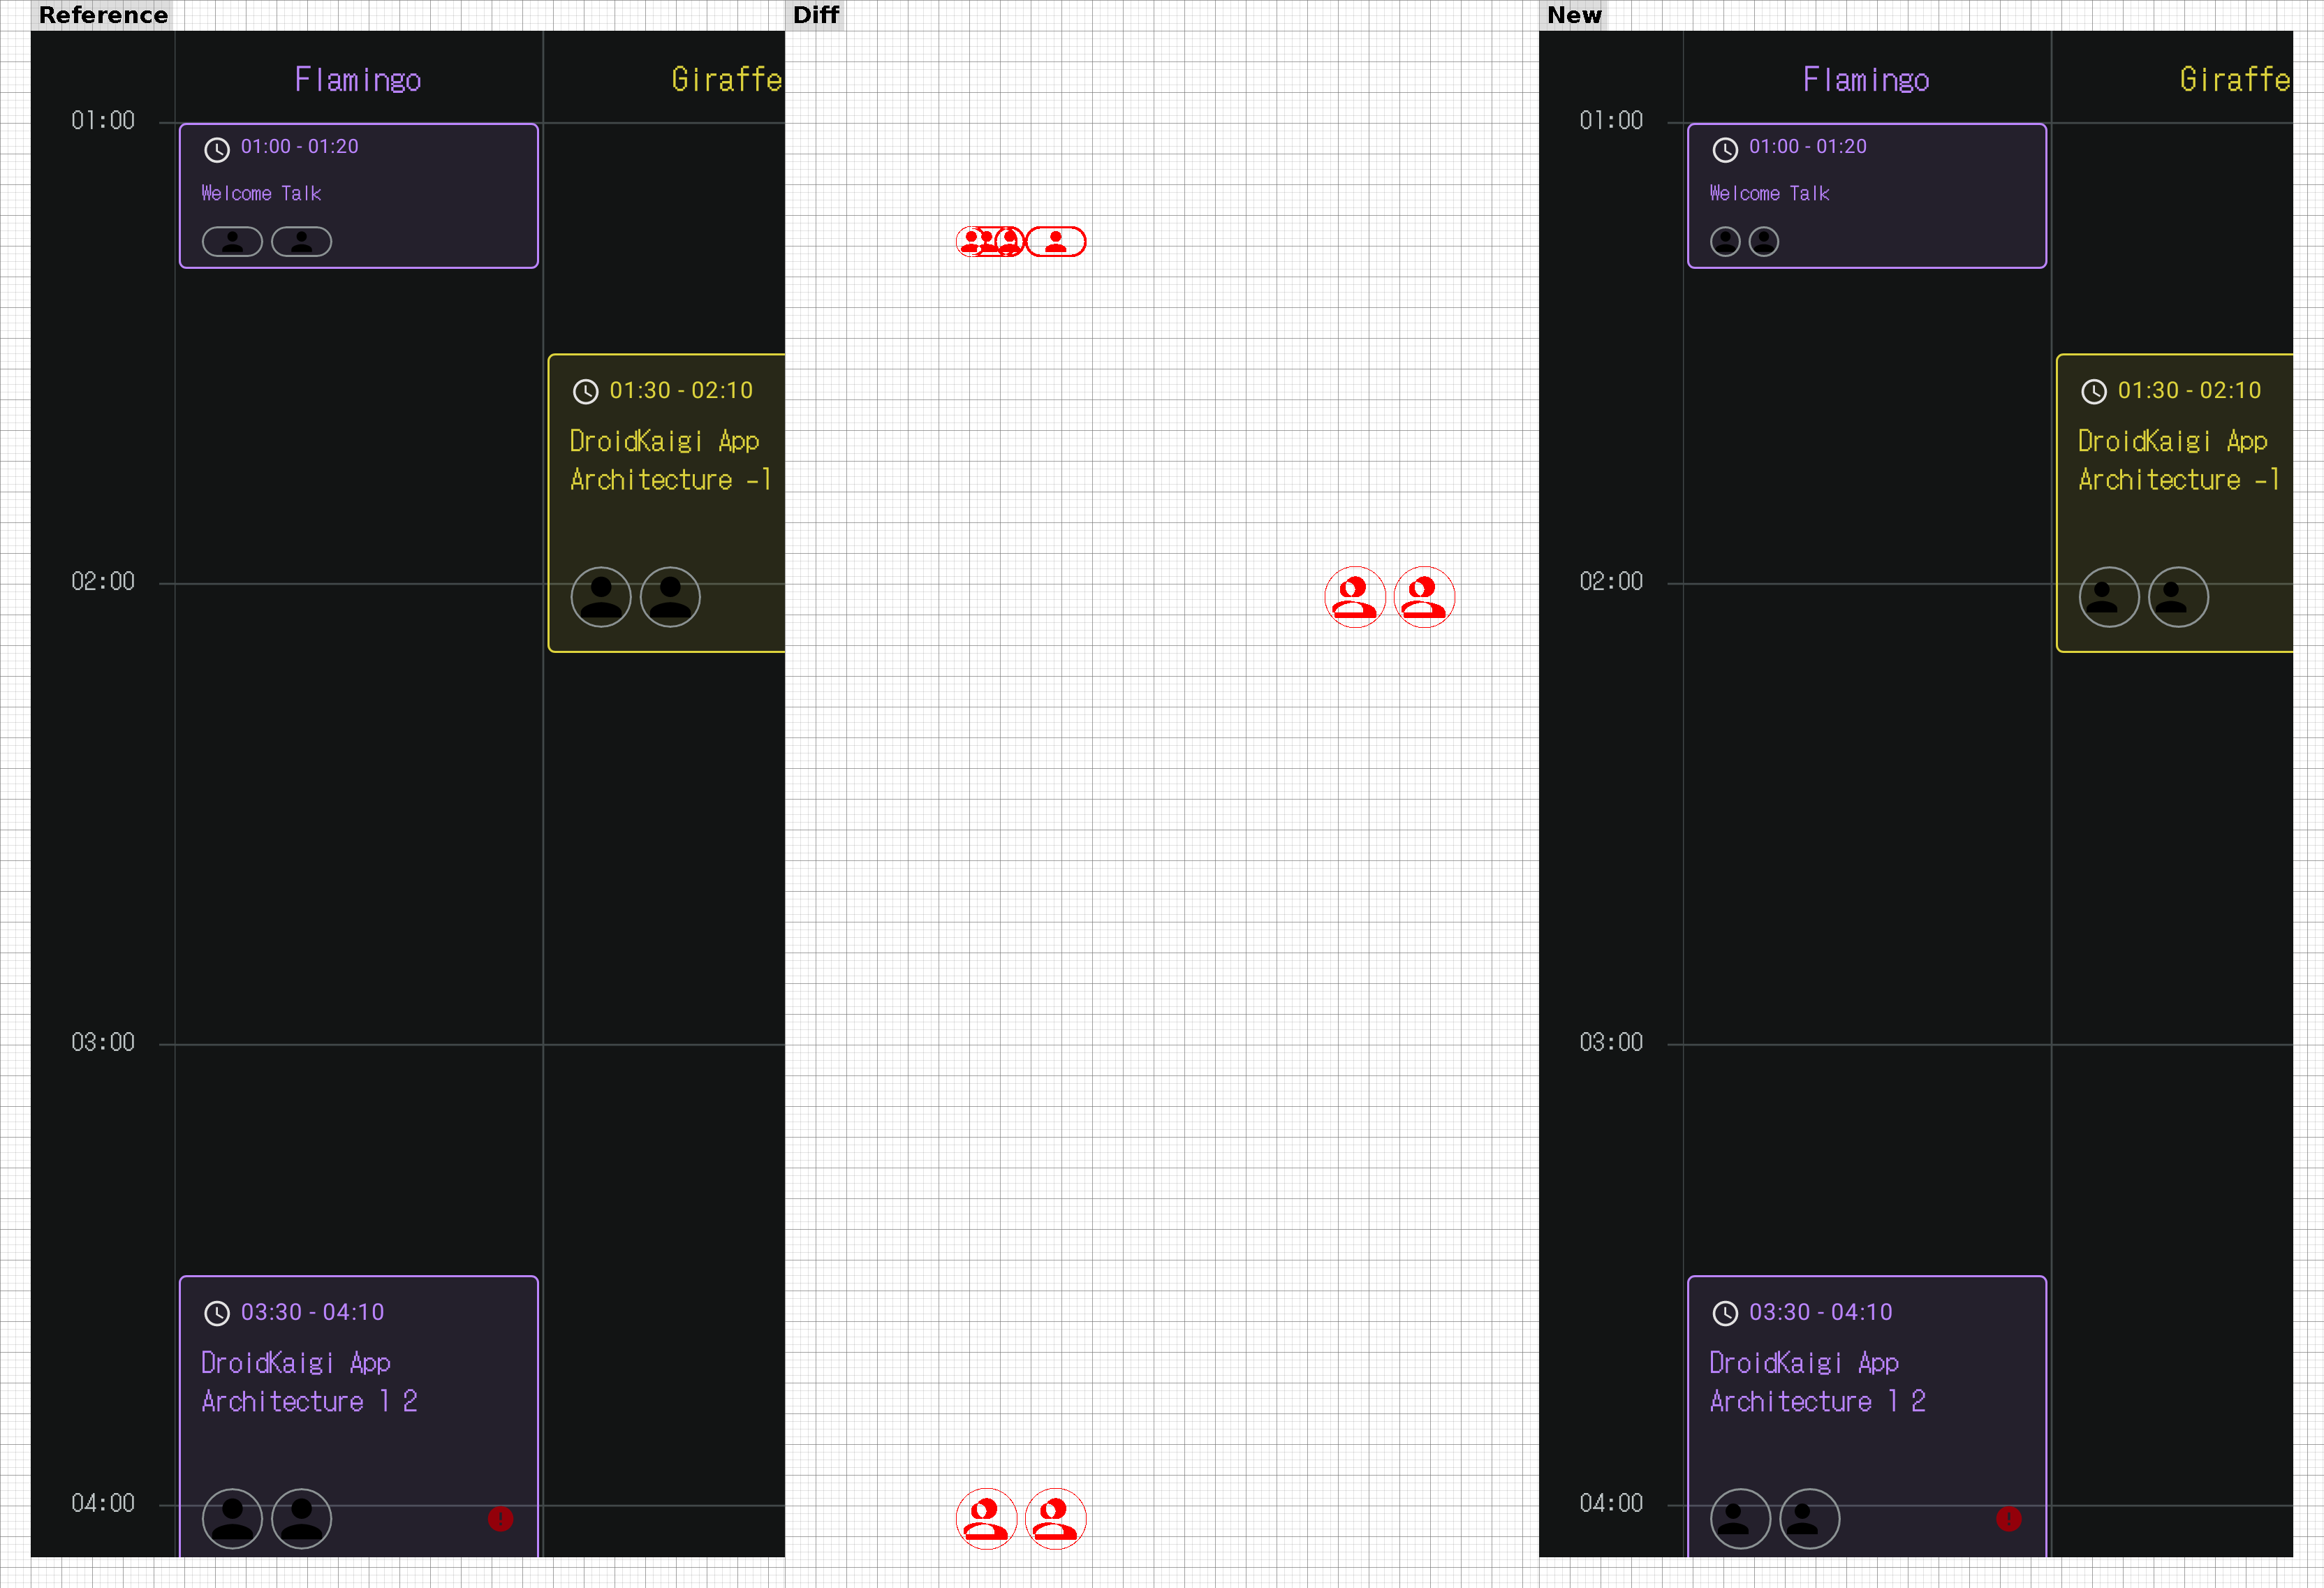 Reference
Flamingo
Giraffe
01:00
01:00 - 01:20
Welcome Talk
01:30 - 02:10
DroidKaigi App
Architecture -1
02:00
03:00
03:30 - 04:10
DroidKaigi App
Architecture 1 2
04:00
Diff
New
Flamingo
Giraffe
01:00
01:00 - 01:20
Welcome Talk
01:30 - 02:10
DroidKaigi App
Architecture -1
02:00
03:00
03:30 - 04:10
DroidKaigi App
Architecture 1 2
04:00